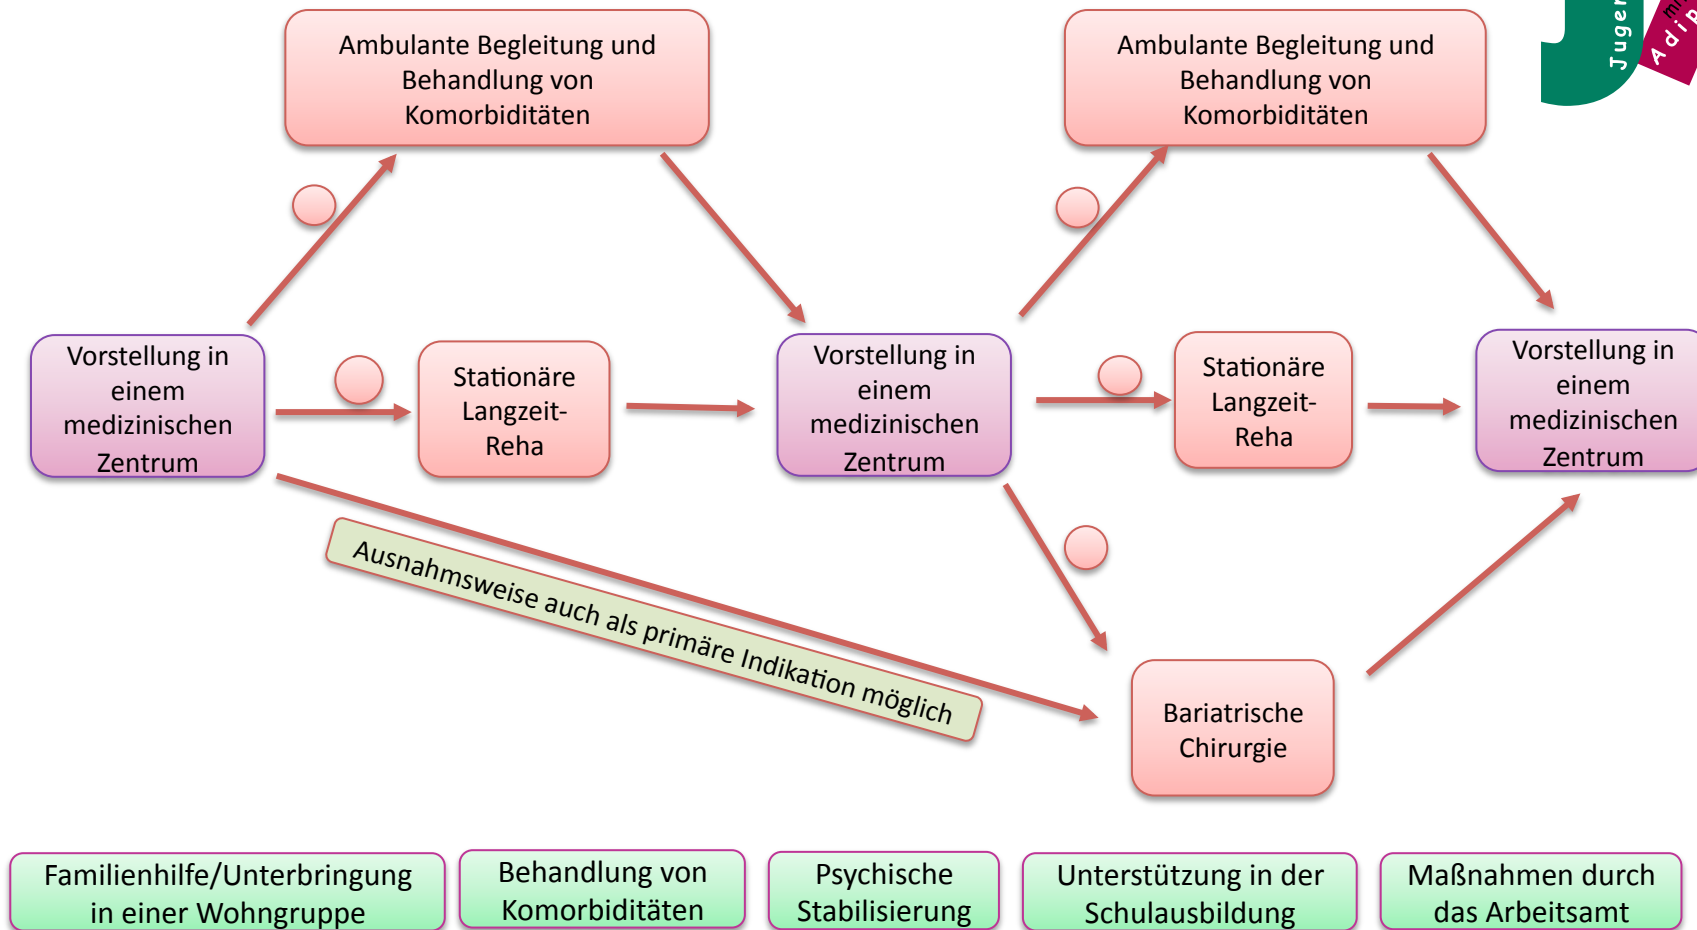 Ambulante Begleitung und
Behandlung von
Komorbiditäten
Ambulante Begleitung und
Behandlung von
Komorbiditäten
Vorstellung in
einem
medizinischen
Zentrum
Stationäre
Langzeit-
Reha
Vorstellung in
einem
medizinischen
Zentrum
Stationäre
Langzeit-
Reha
Vorstellung in
einem
medizinischen
Zentrum
Ausnahmsweise auch als primäre Indikation möglich
Bariatrische
Chirurgie
Familienhilfe/Unterbringung
in einer Wohngruppe
Behandlung von
Komorbiditäten
Psychische
Stabilisierung
Unterstützung in der
Schulausbildung
Maßnahmen durch
das Arbeitsamt